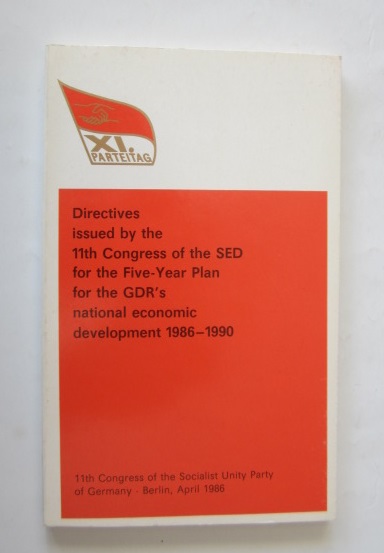 XI.
PARTEITAG
Directives
issued by the
11th Congress of the SED
for the Five-Year Plan
for the GDR's
national economic
development 1986–1990
11th Congress of the Socialist Unity Party
of Germany · Berlin, April 1986